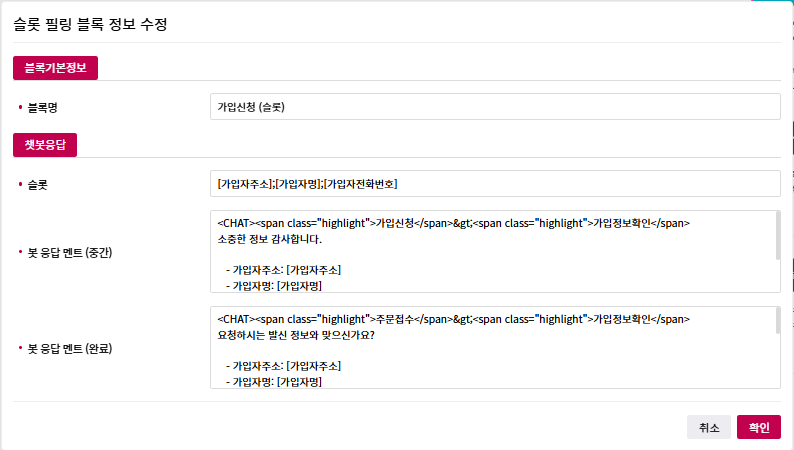 슬롯 필링 블록 정보 수정
블록기본정보
블록명
가입신청 (슬롯)
챗봇응답
슬롯
[가입자주소];[가입자명];[가입자전화번호]
봇 응답 멘트 (중간)
<CHAT><span class="highlight">가입신청</span>&gt;<span class="highlight">가입정보확인</span>
소중한 정보 감사합니다.
- 가입자주소: [가입자주소]
- 가입자명: [가입자명]
봇 응답 멘트 (완료)
<CHAT><span class="highlight">주문접수</span>&gt;<span class="highlight">가입정보확인</span>
요청하시는 발신 정보와 맞으신가요?
- 가입자주소: [가입자주소]
- 가입자명: [가입자명]
취소
확인